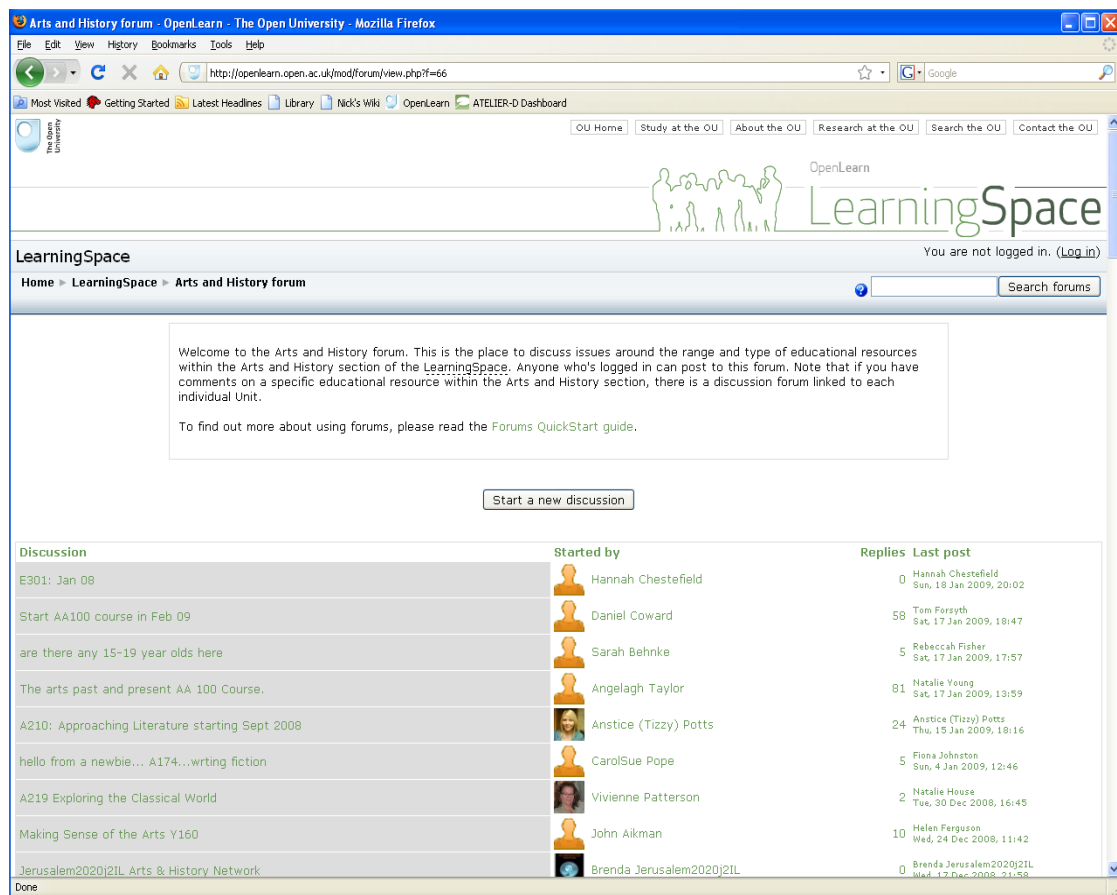 Arts and History forum - OpenLearn - The Open University - Mozilla Firefox
File Edit View History Bookmarks Tools Help
http://openlearn.open.ac.uk/mod/forum/view.php?f=66
G Google
Most Visited Getting Started Latest Headlines Library Nick's Wiki OpenLearn ATELIER-D Dashboard
The Open
University
OU Home Study at the OU About the OU Research at the OU Search the OU Contact the OU
OpenLearn
LearningSpace
LearningSpace
You are not logged in. (Log in)
Home ► LearningSpace ► Arts and History forum
? Search forums
Welcome to the Arts and History forum. This is the place to discuss issues around the range and type of educational resources
within the Arts and History section of the LearningSpace. Anyone who's logged in can post to this forum. Note that if you have
comments on a specific educational resource within the Arts and History section, there is a discussion forum linked to each
individual Unit.
To find out more about using forums, please read the Forums QuickStart guide.
Start a new discussion
Discussion Started by Replies Last post
E301: Jan 08 Hannah Chestefield 0 Hannah Chestefield
Sun, 18 Jan 2009, 20:02
Start AA100 course in Feb 09 Daniel Coward 58 Tom Forsyth
Sat, 17 Jan 2009, 18:47
are there any 15-19 year olds here Sarah Behnke 5 Rebeccah Fisher
Sat, 17 Jan 2009, 17:57
The arts past and present AA 100 Course. Angelagh Taylor 81 Natalie Young
Sat, 17 Jan 2009, 13:59
A210: Approaching Literature starting Sept 2008 Anstice (Tizzy) Potts 24 Anstice (Tizzy) Potts
Thu, 15 Jan 2009, 18:16
hello from a newbie... A174...wrting fiction CarolSue Pope 5 Fiona Johnston
Sun, 4 Jan 2009, 12:46
A219 Exploring the Classical World Vivienne Patterson 2 Natalie House
Tue, 30 Dec 2008, 16:45
Making Sense of the Arts Y160 John Aikman 10 Helen Ferguson
Wed, 24 Dec 2008, 11:42
Jerusalem2020j2IL Arts & History Network Brenda Jerusalem2020j2IL 0 Brenda Jerusalem2020j2IL
Wed, 17 Dec 2008, 21:58
Done